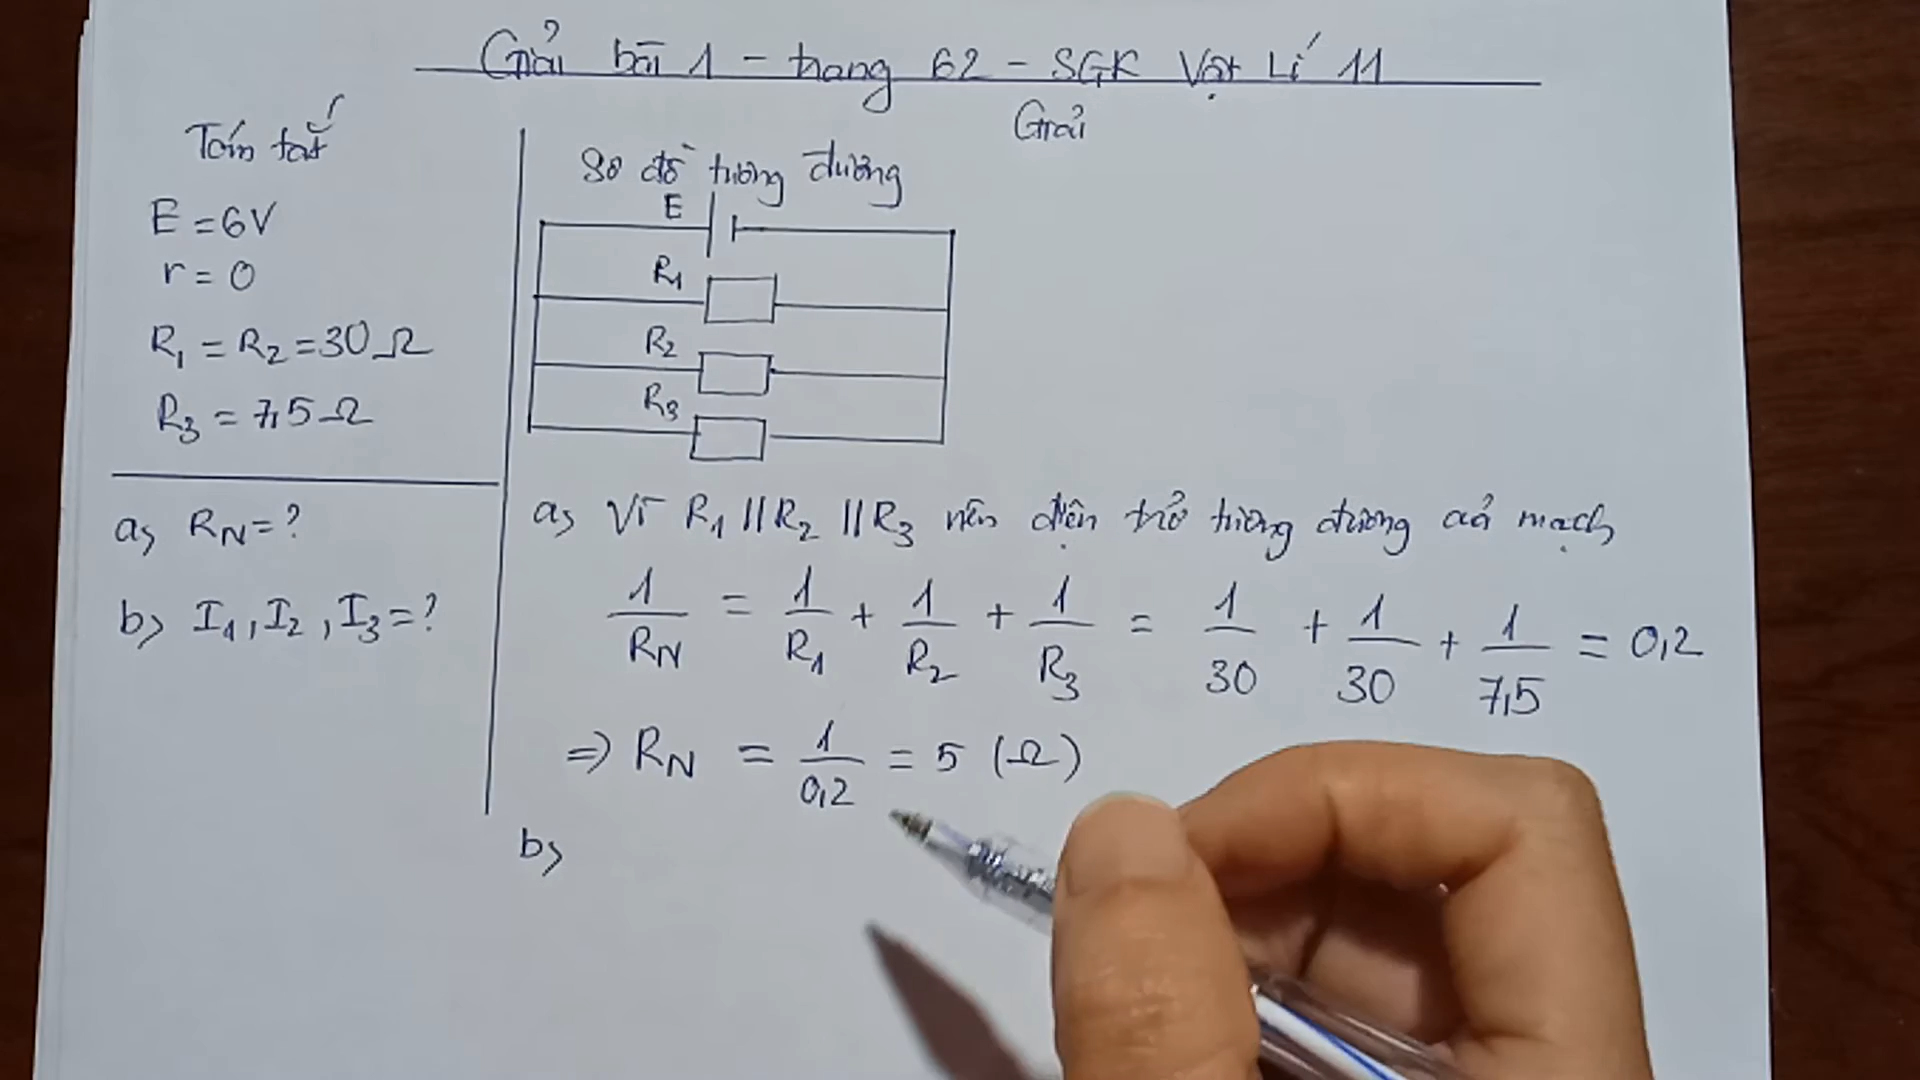 Giải bài 1 - trang 62 - SGK Vật Lí 11
Giải
Tóm tắt
E = 6V
r = 0
R1 = R2 = 30 Ω
R3 = 7,5 Ω
a, RN = ?
b> I1, I2, I3 = ?
Sơ đồ tương đương
E
R1
R2
R3
a, Vì R1 // R2 // R3 nên điện trở tương đương cả mạch
1/RN = 1/R1 + 1/R2 + 1/R3 = 1/30 + 1/30 + 1/7,5 = 0,2
=> RN = 1/0,2 = 5 (Ω)
b>